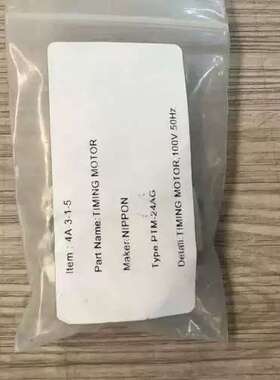 Item : 4A 3-1-5
Part Name:TIMING MOTOR
Maker:NIPPON
Type:PTM-24AG
Detail:TIMING MOTOR,100V 50Hz